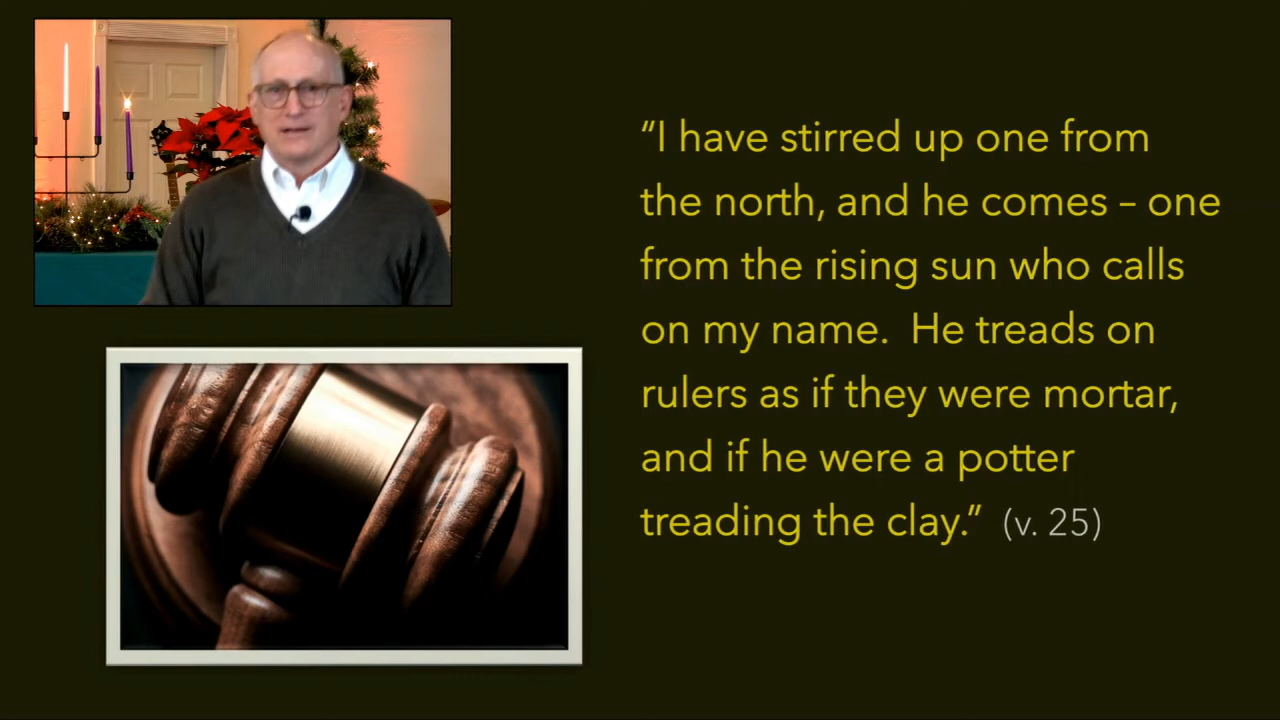 “I have stirred up one from
the north, and he comes – one
from the rising sun who calls
on my name.  He treads on
rulers as if they were mortar,
and if he were a potter
treading the clay.”  (v. 25)